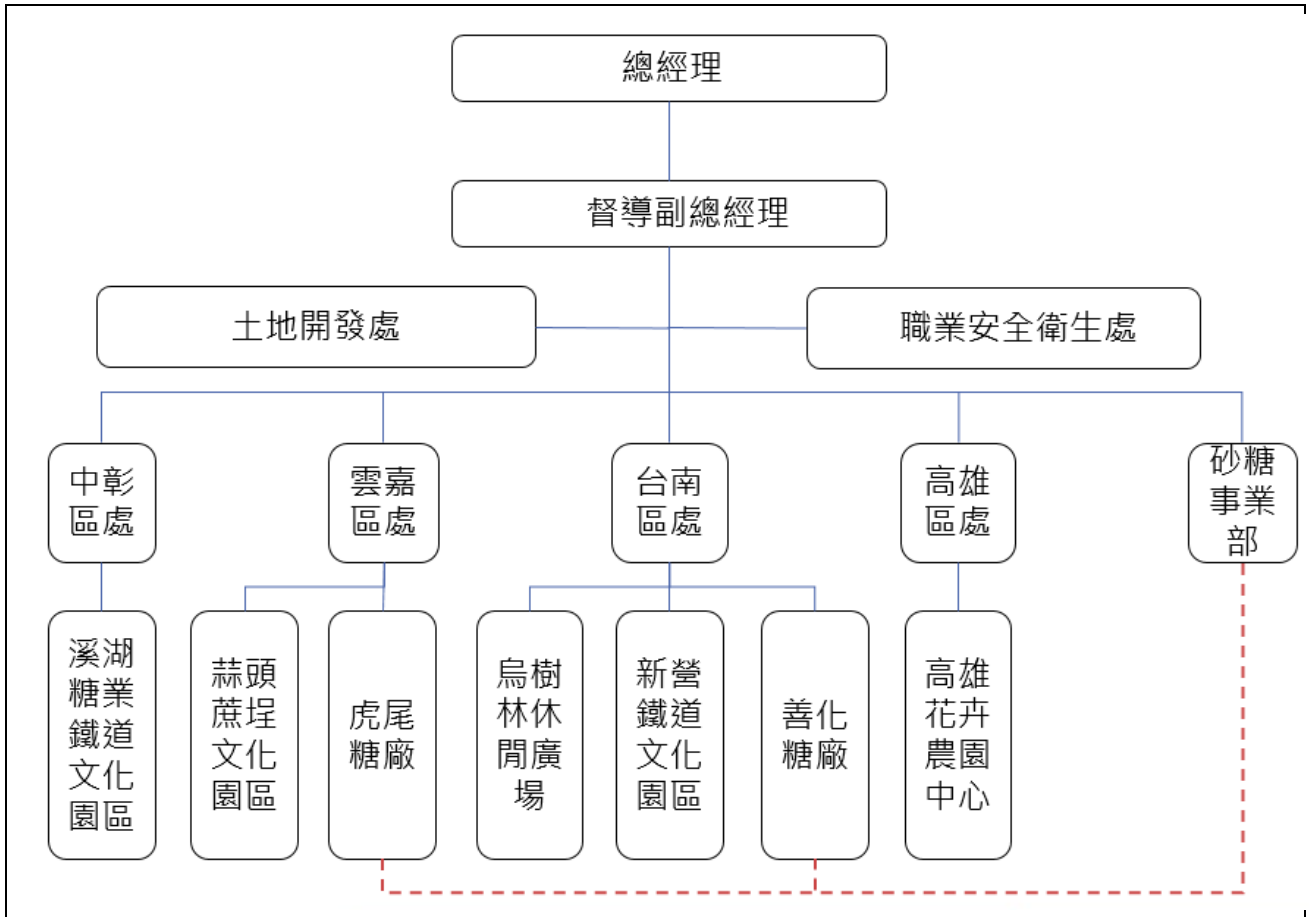 總經理
督導副總經理
土地開發處
職業安全衛生處
中彰
區處
雲嘉
區處
台南
區處
高雄
區處
砂糖
事業
部
溪湖
糖業
鐵道
文化
園區
蒜頭
蔗埕
文化
園區
虎尾
糖廠
烏樹
林休
閒廣
場
新營
鐵道
文化
園區
善化
糖廠
高雄
花卉
農園
中心